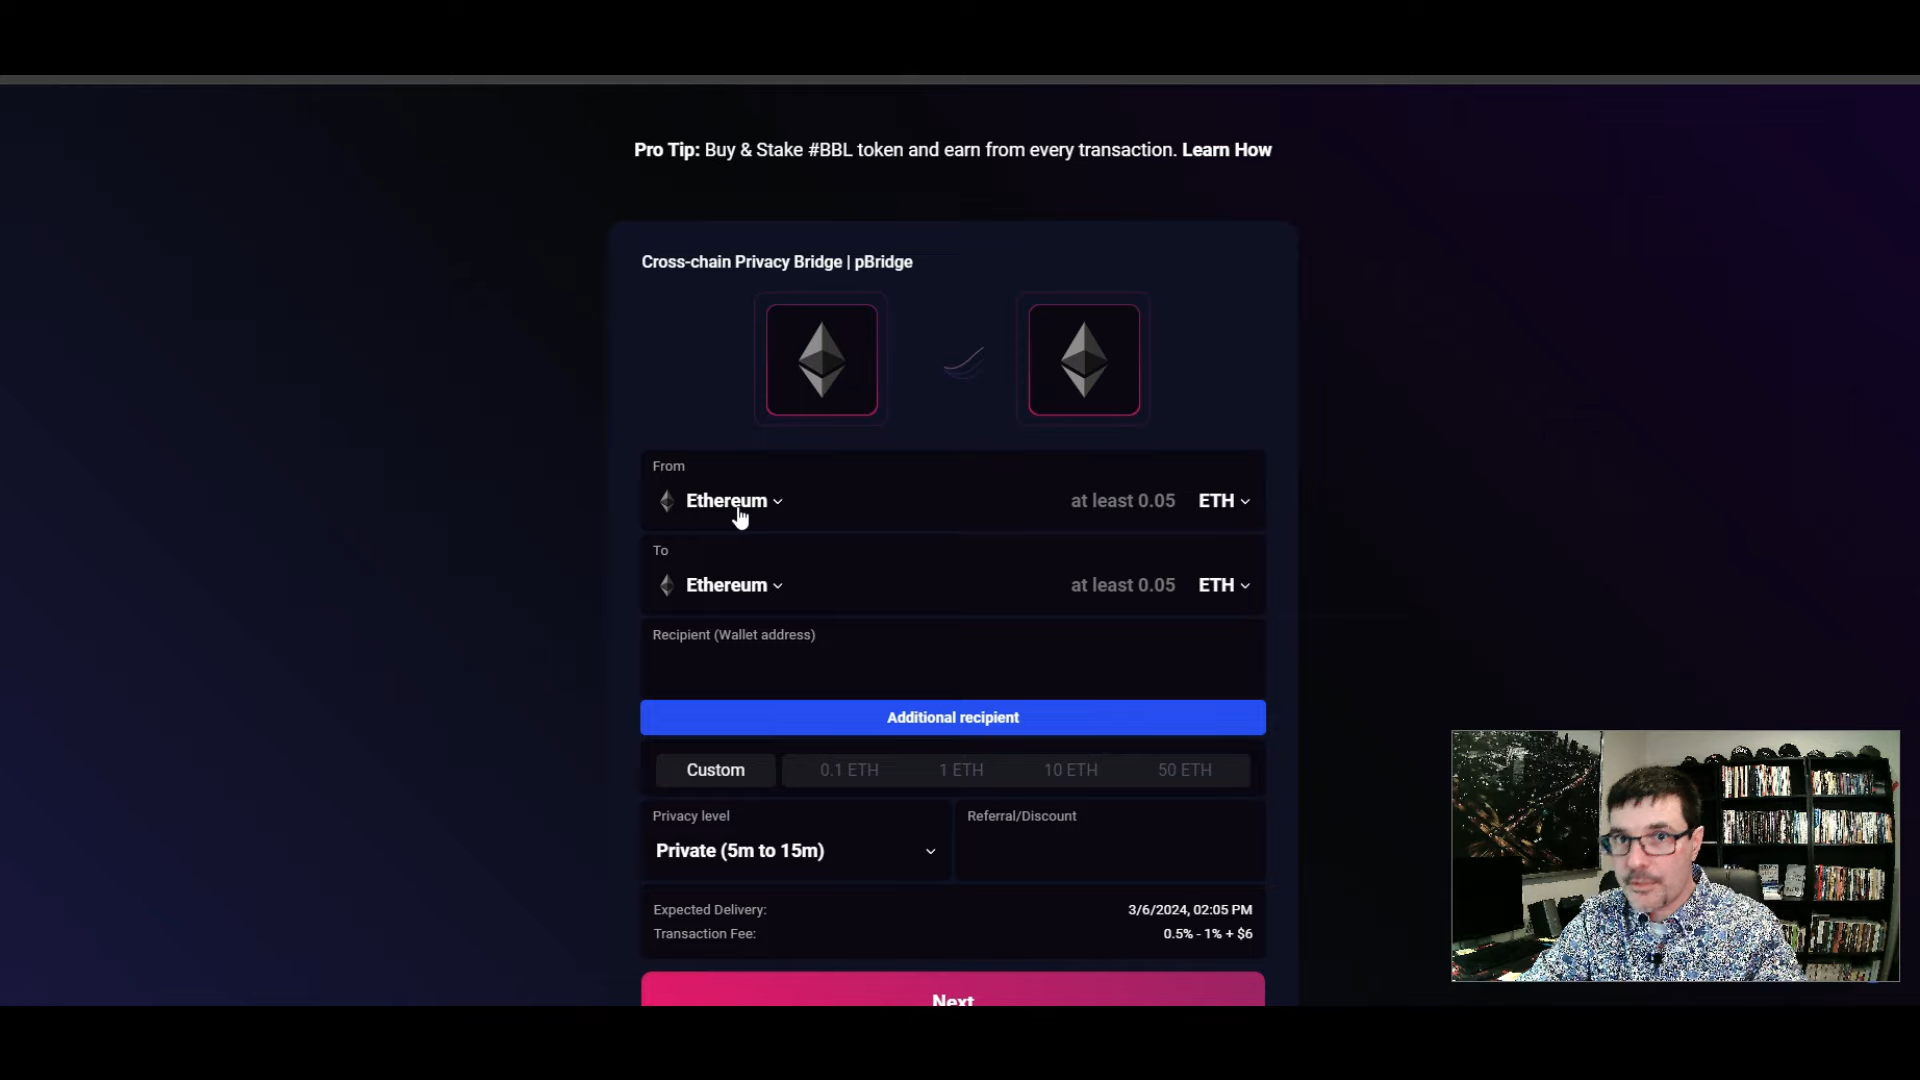 Pro Tip: Buy & Stake #BBL token and earn from every transaction. Learn How
Cross-chain Privacy Bridge | pBridge
From
Ethereum at least 0.05 ETH
To
Ethereum at least 0.05 ETH
Recipient (Wallet address)
Additional recipient
Custom 0.1 ETH 1 ETH 10 ETH 50 ETH
Privacy level Referral/Discount
Private (5m to 15m)
Expected Delivery: 3/6/2024, 02:05 PM
Transaction Fee: 0.5% - 1% + $6
Next